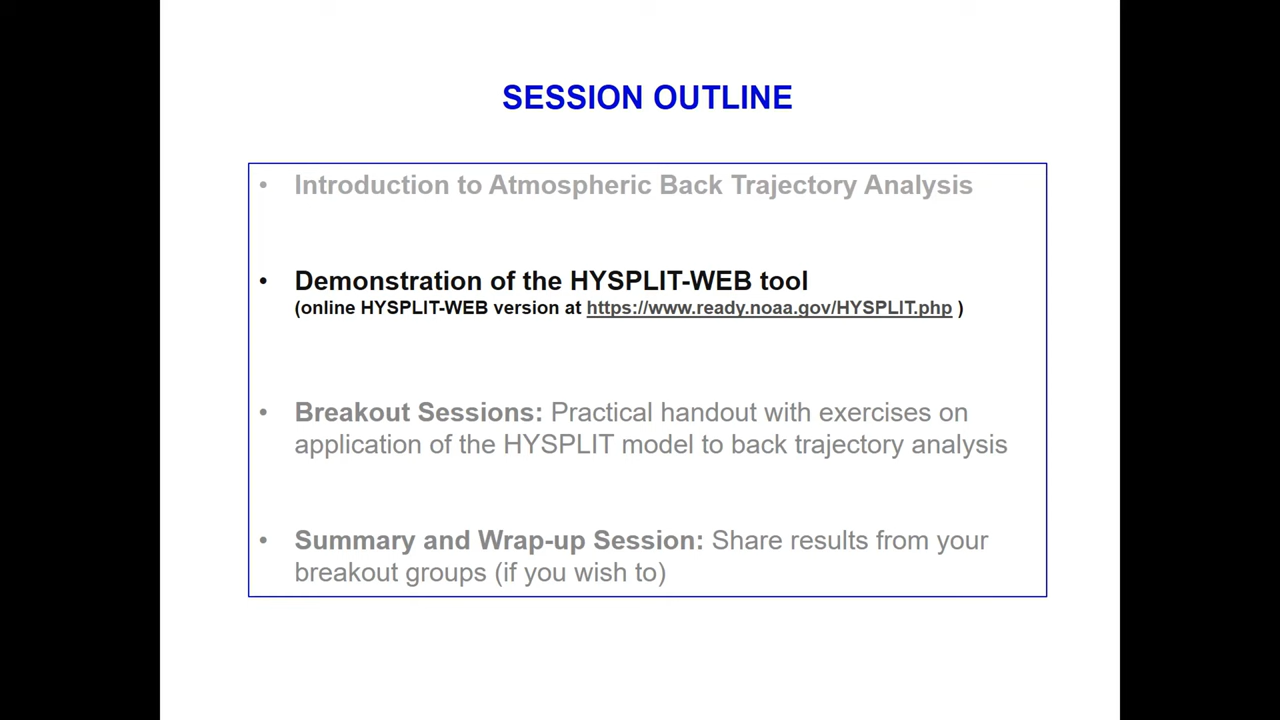 SESSION OUTLINE
• Introduction to Atmospheric Back Trajectory Analysis
• Demonstration of the HYSPLIT-WEB tool
(online HYSPLIT-WEB version at https://www.ready.noaa.gov/HYSPLIT.php )
• Breakout Sessions: Practical handout with exercises on
application of the HYSPLIT model to back trajectory analysis
• Summary and Wrap-up Session: Share results from your
breakout groups (if you wish to)